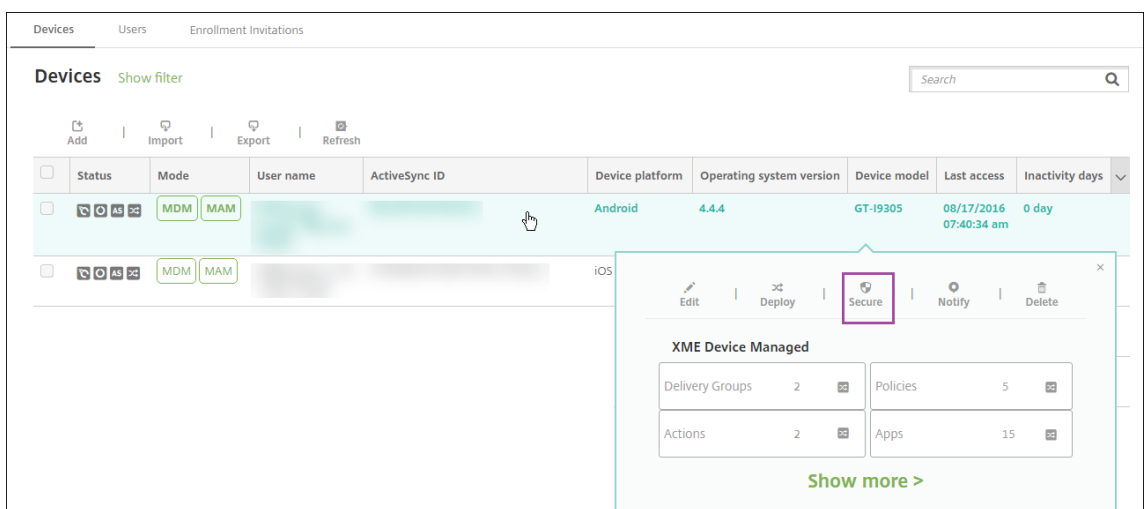 Devices Users Enrollment Invitations
Devices Show filter
Search
Add | Import | Export | Refresh
Status Mode User name ActiveSync ID Device platform Operating system version Device model Last access Inactivity days
AS MDM MAM Android 4.4.4 GT-I9305 08/17/2016 0 day
07:40:34 am
AS MDM MAM iOS
Edit | Deploy | Secure | Notify | Delete
XME Device Managed
Delivery Groups 2 Policies 5
Actions 2 Apps 15
Show more >